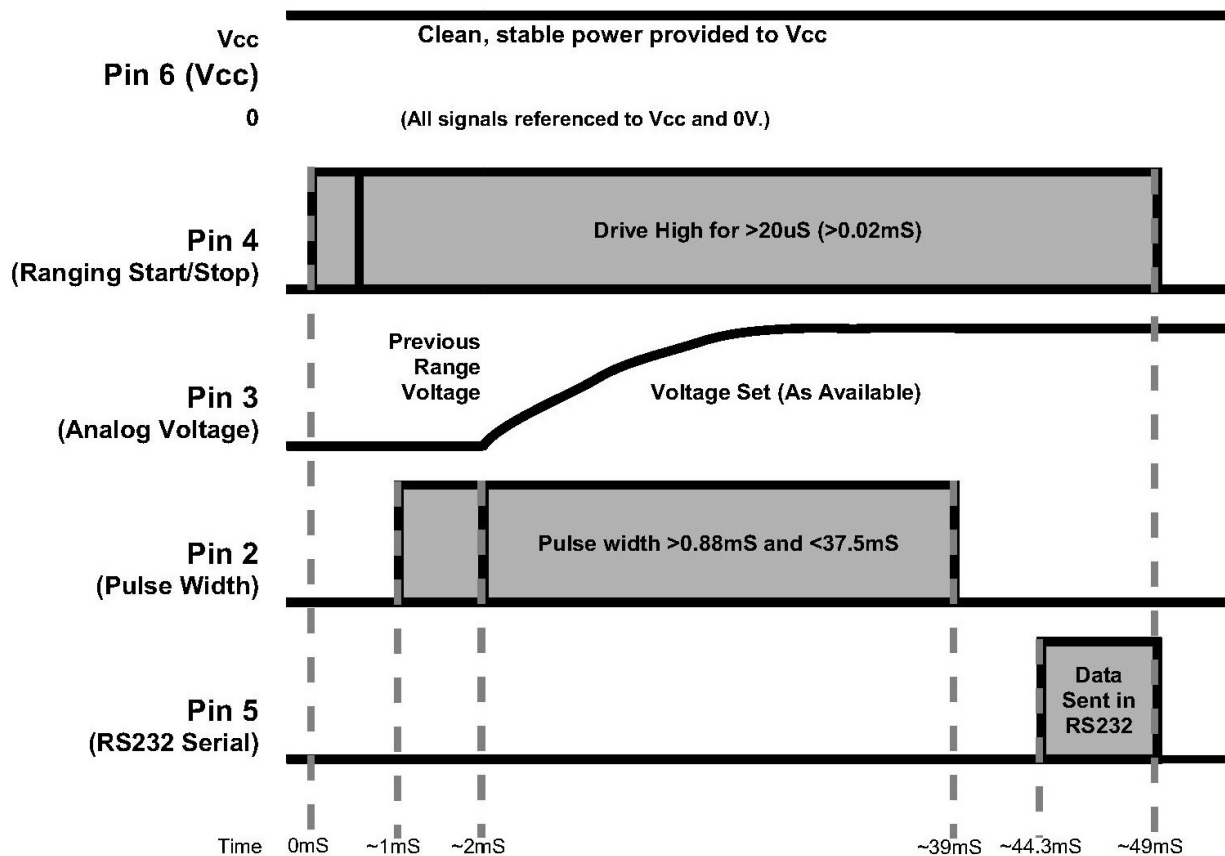 Vcc
Clean, stable power provided to Vcc
Pin 6 (Vcc)
0
(All signals referenced to Vcc and 0V.)
Drive High for >20uS (>0.02mS)
Pin 4
(Ranging Start/Stop)
Previous
Range
Voltage
Voltage Set (As Available)
Pin 3
(Analog Voltage)
Pulse width >0.88mS and <37.5mS
Pin 2
(Pulse Width)
Data
Sent in
RS232
Pin 5
(RS232 Serial)
Time 0mS ~1mS ~2mS ~39mS ~44.3mS ~49mS